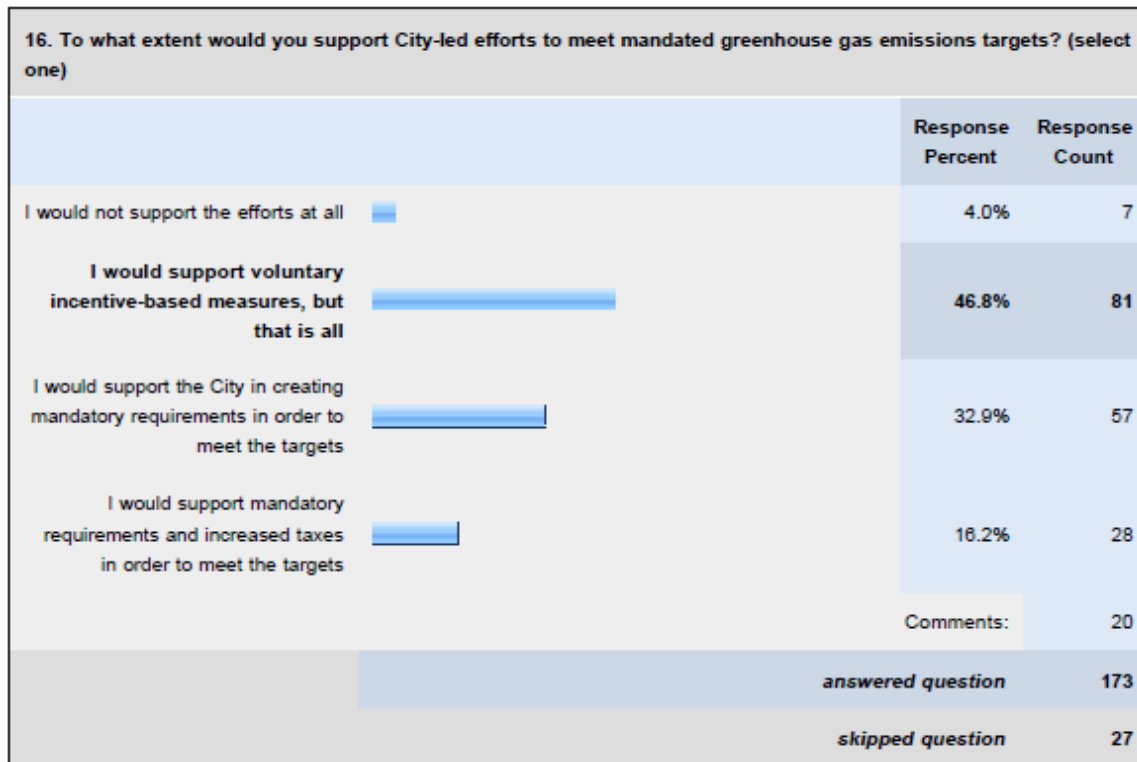 16. To what extent would you support City-led efforts to meet mandated greenhouse gas emissions targets? (select
one)
Response Percent
Response Count
I would not support the efforts at all
4.0%
7
I would support voluntary
incentive-based measures, but
that is all
46.8%
81
I would support the City in creating
mandatory requirements in order to
meet the targets
32.9%
57
I would support mandatory
requirements and increased taxes
in order to meet the targets
16.2%
28
Comments:
20
answered question
173
skipped question
27